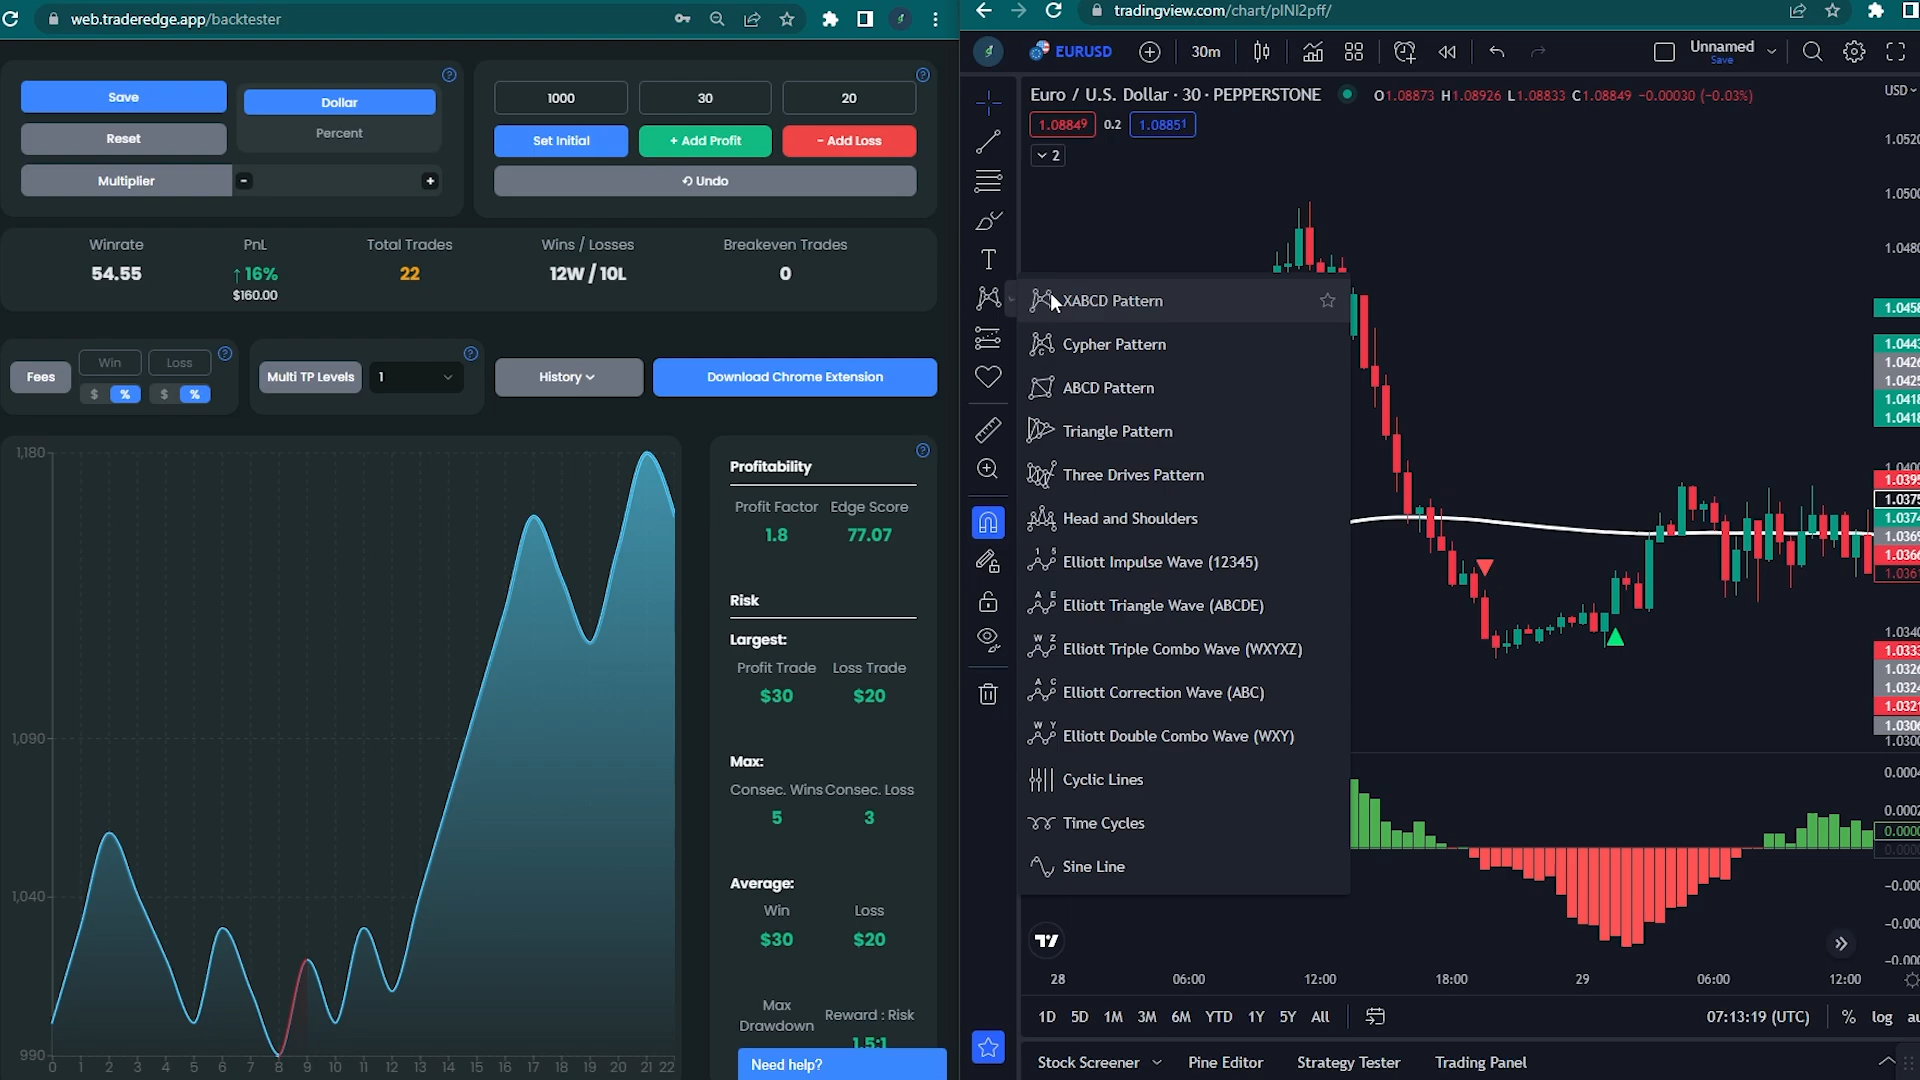 web.traderedge.app/backtester
Save
Reset
Multiplier
-
+
Dollar
Percent
1000
30
20
Set Initial
+ Add Profit
- Add Loss
Undo
Winrate
PnL
Total Trades
Wins / Losses
Breakeven Trades
54.55
↑16%
22
12W / 10L
0
$160.00
Fees
Win
Loss
$
%
$
%
Multi TP Levels
1
History
Download Chrome Extension
1,180
1,090
1,040
990
0 1 2 3 4 5 6 7 8 9 10 11 12 13 14 15 16 17 18 19 20 21 22
Profitability
Profit Factor
Edge Score
1.8
77.07
Risk
Largest:
Profit Trade
Loss Trade
$30
$20
Max:
Consec. Wins
Consec. Loss
5
3
Average:
Win
Loss
$30
$20
Max
Drawdown
Reward : Risk
1.5:1
Need help?
tradingview.com/chart/pINI2pff/
EURUSD
30m
Unnamed
Save
Euro / U.S. Dollar · 30 · PEPPERSTONE
O1.08873 H1.08926 L1.08833 C1.08849 -0.00030 (-0.03%)
USD
1.08849
0.2
1.08851
2
XABCD Pattern
Cypher Pattern
ABCD Pattern
Triangle Pattern
Three Drives Pattern
Head and Shoulders
Elliott Impulse Wave (12345)
Elliott Triangle Wave (ABCDE)
Elliott Triple Combo Wave (WXYXZ)
Elliott Correction Wave (ABC)
Elliott Double Combo Wave (WXY)
Cyclic Lines
Time Cycles
Sine Line
28
06:00
12:00
18:00
29
06:00
12:00
1D
5D
1M
3M
6M
YTD
1Y
5Y
All
07:13:19 (UTC)
%
log
Stock Screener
Pine Editor
Strategy Tester
Trading Panel